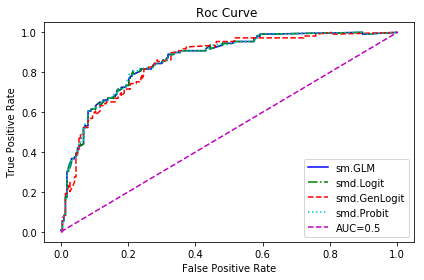 Roc Curve
True Positive Rate
1.0
0.8
0.6
0.4
0.2
0.0
sm.GLM
smd.Logit
smd.GenLogit
smd.Probit
AUC=0.5
0.0 0.2 0.4 0.6 0.8 1.0
False Positive Rate